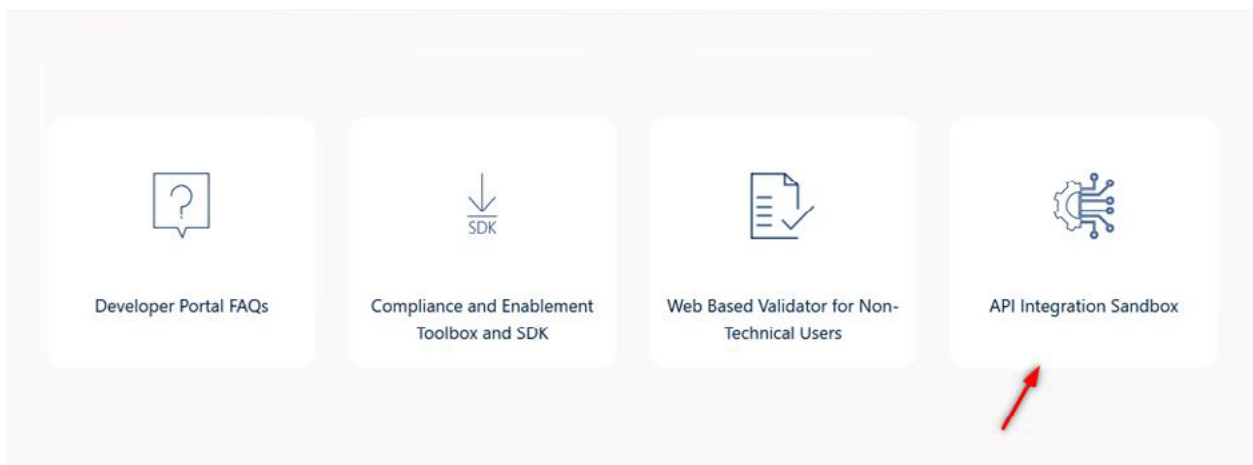 SDK
Developer Portal FAQs
Compliance and Enablement
Toolbox and SDK
Web Based Validator for Non-
Technical Users
API Integration Sandbox